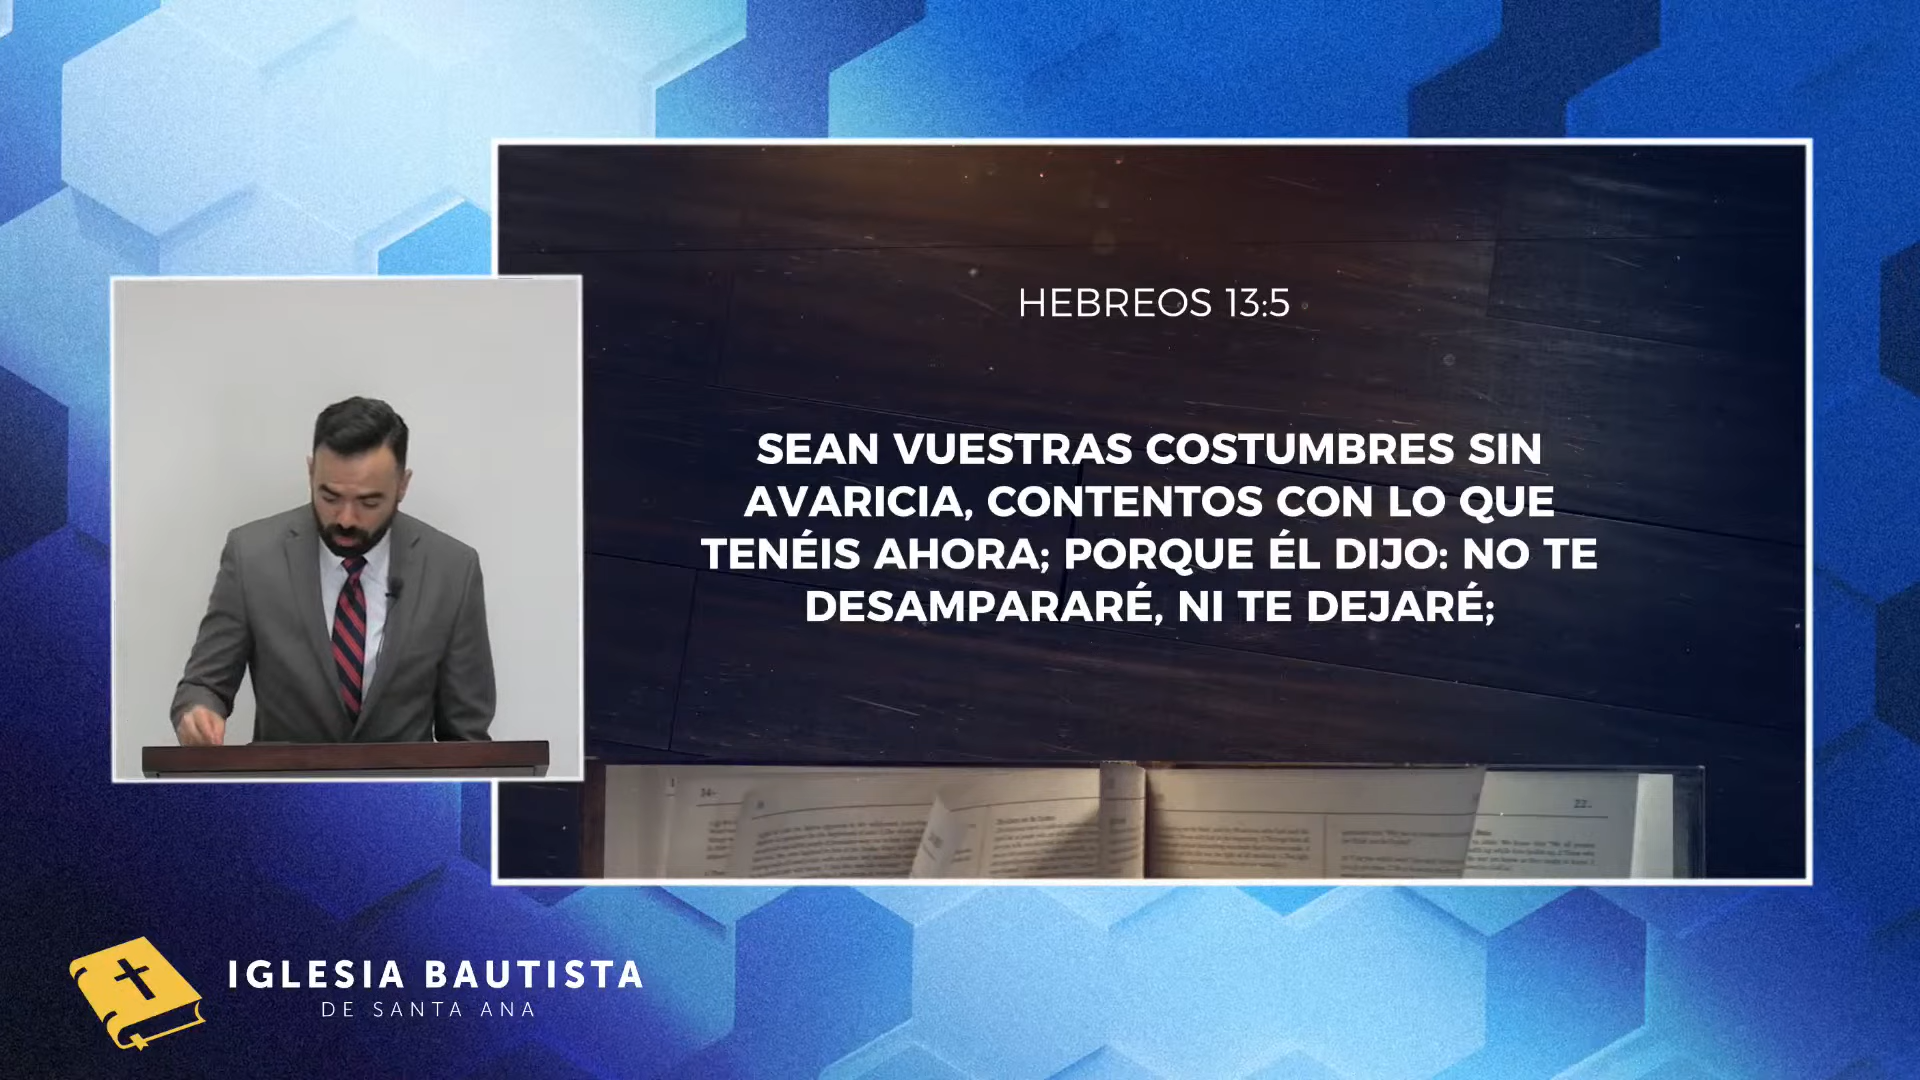 HEBREOS 13:5
SEAN VUESTRAS COSTUMBRES SIN
AVARICIA, CONTENTOS CON LO QUE
TENÉIS AHORA; PORQUE ÉL DIJO: NO TE
DESAMPARARÉ, NI TE DEJARÉ;
IGLESIA BAUTISTA
DE SANTA ANA